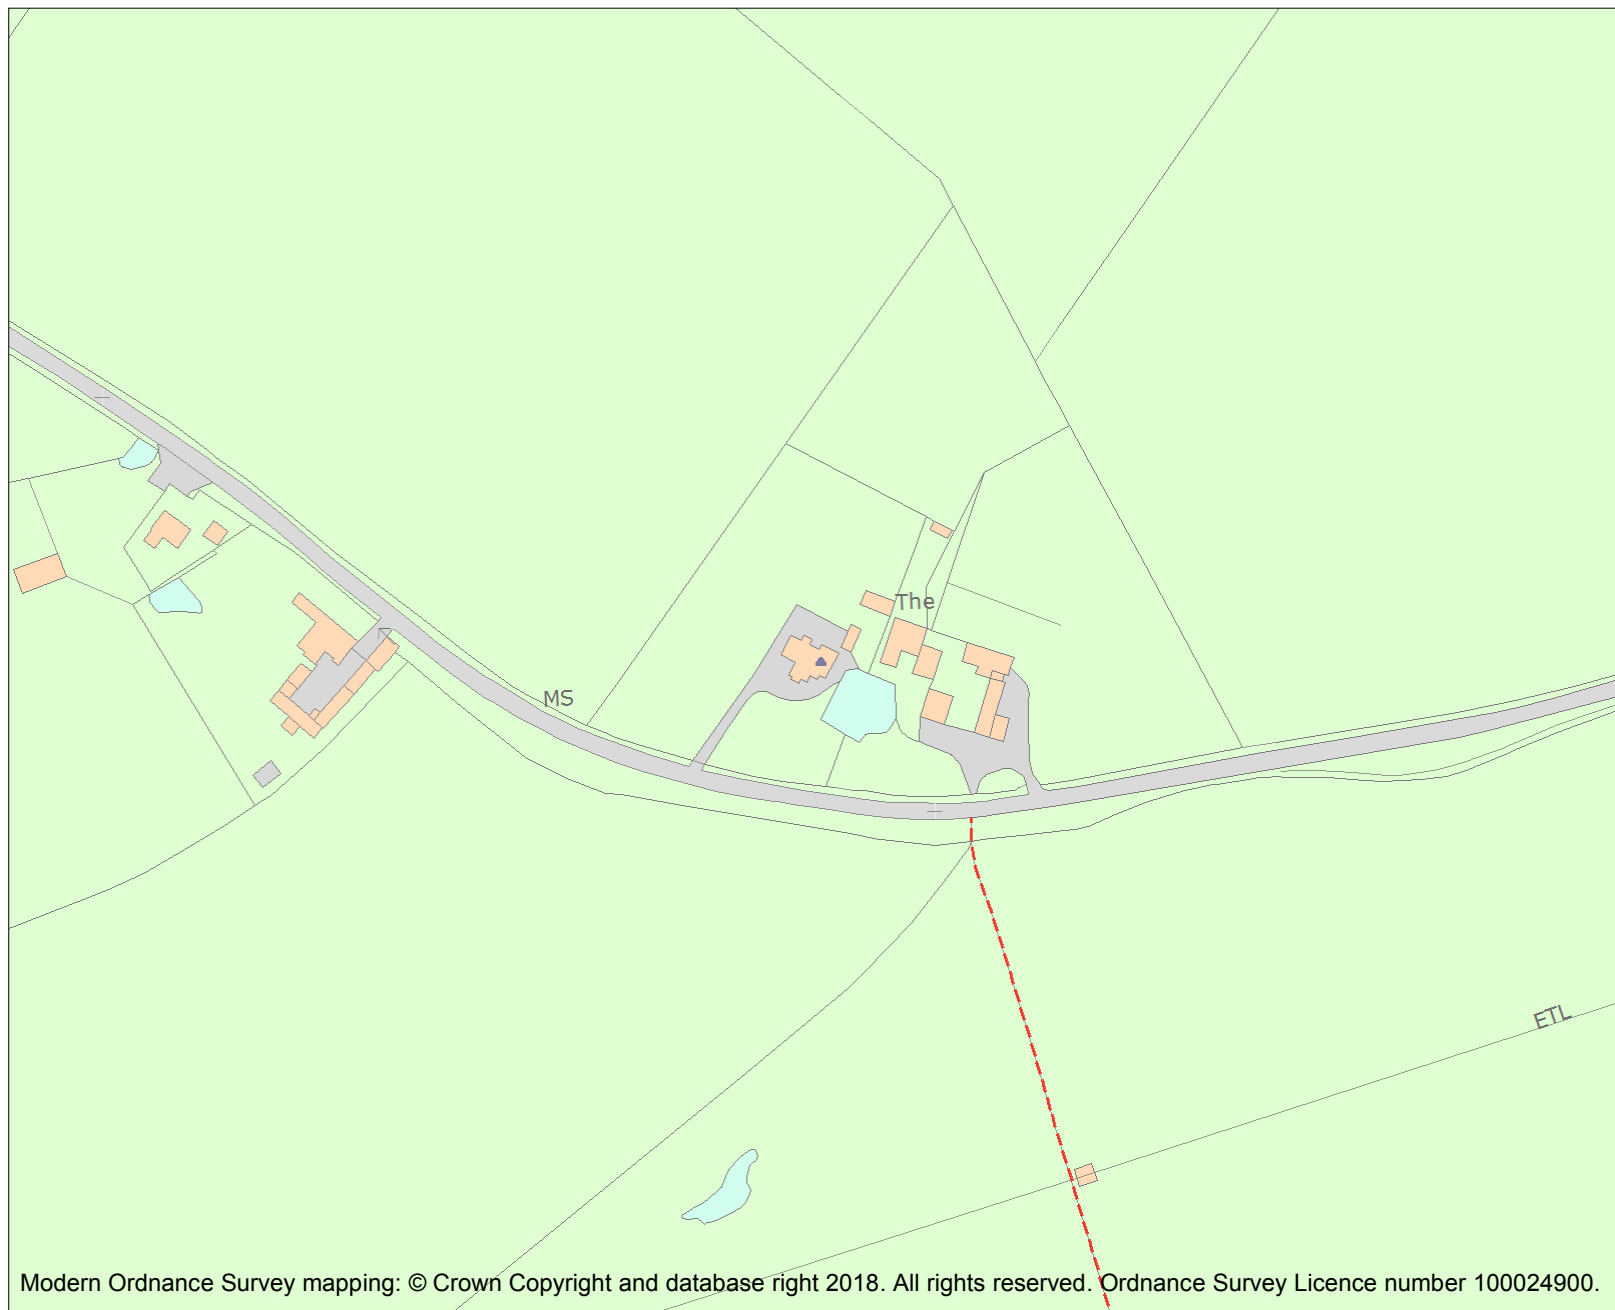 The
MS
ETL
Modern Ordnance Survey mapping: © Crown Copyright and database right 2018. All rights reserved. Ordnance Survey Licence number 100024900.